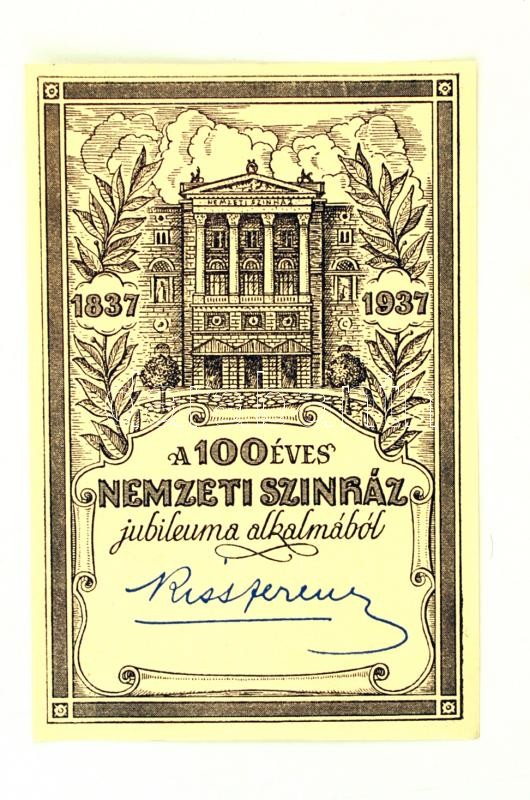 NEMZETI SZINHÁZ
1837 1937
A 100 ÉVES
NEMZETI SZINHÁZ
jubileuma alkalmából
Kiss Ferenc